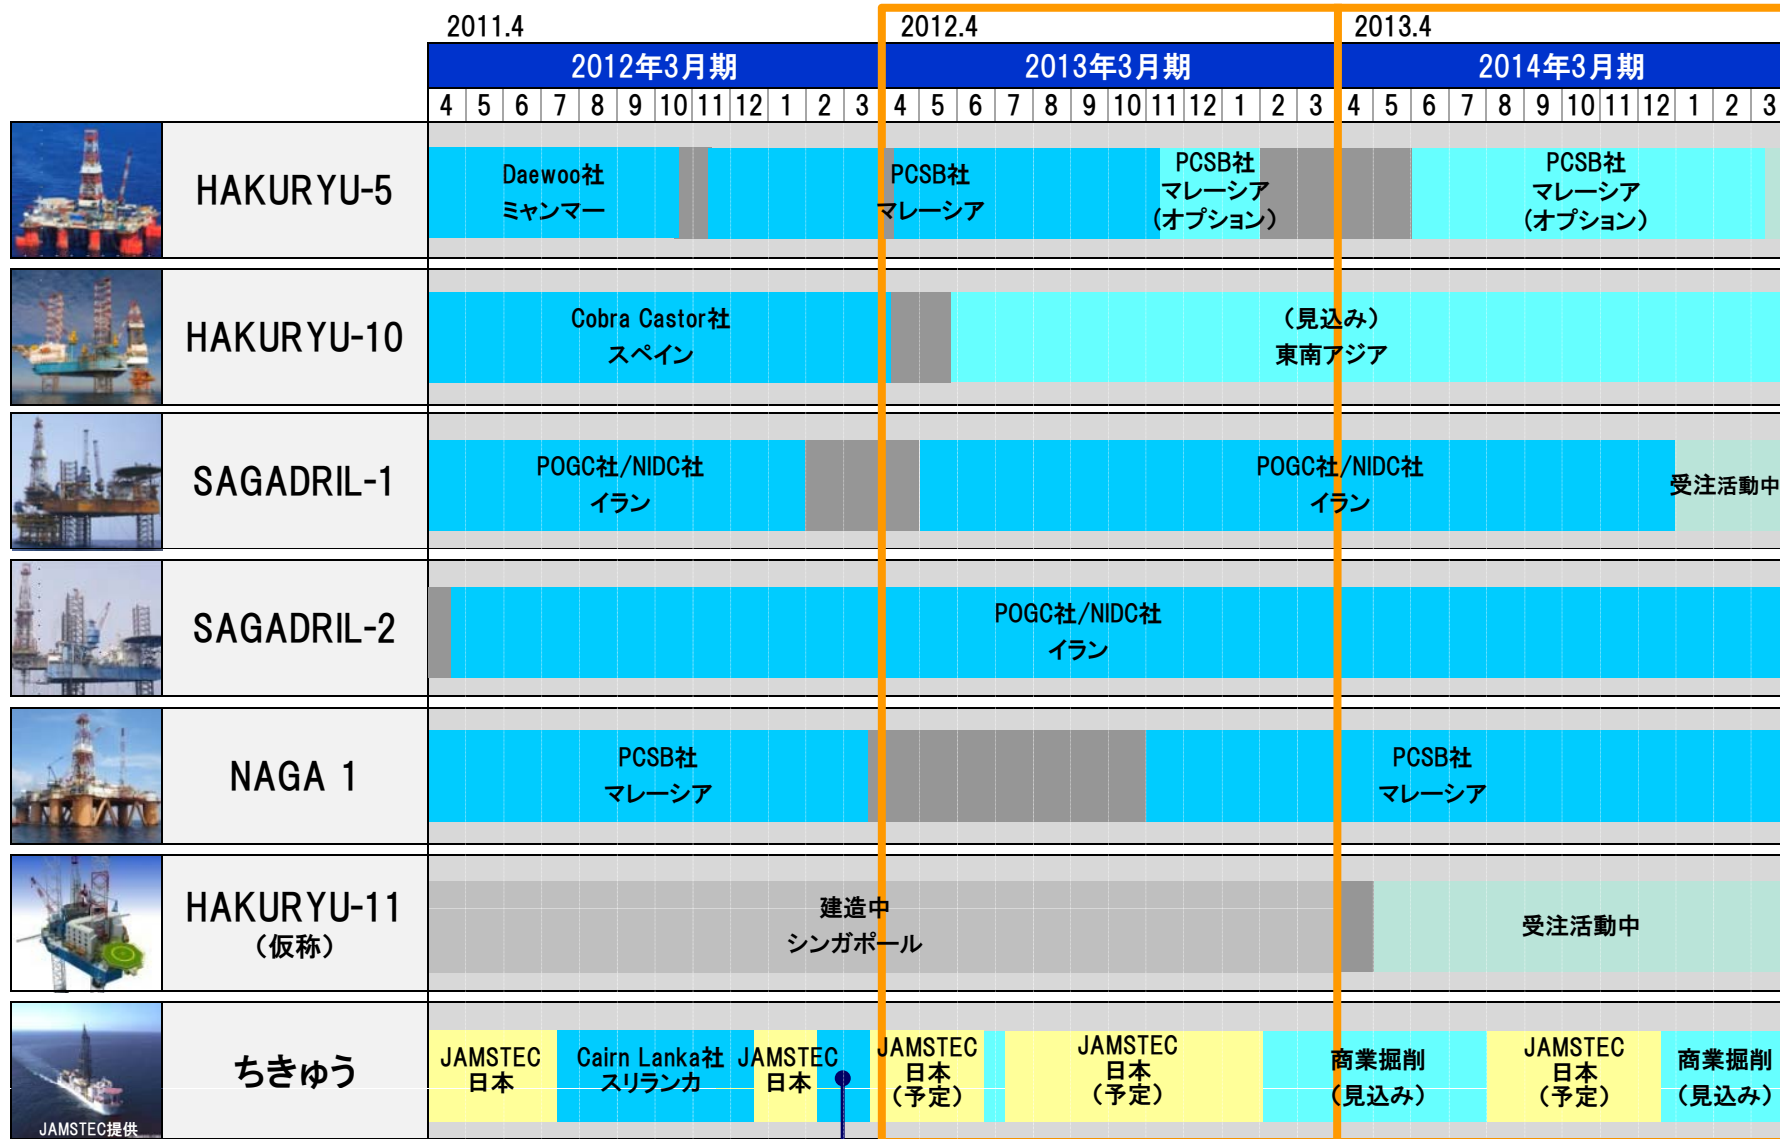 2011.4
2012.4
2013.4
2012年3月期
2013年3月期
2014年3月期
4 5 6 7 8 9 10 11 12 1 2 3 4 5 6 7 8 9 10 11 12 1 2 3 4 5 6 7 8 9 10 11 12 1 2 3
HAKURYU-5
Daewoo社
ミャンマー
PCSB社
マレーシア
PCSB社
マレーシア
(オプション)
PCSB社
マレーシア
(オプション)
HAKURYU-10
Cobra Castor社
スペイン
(見込み)
東南アジア
SAGADRIL-1
POGC社/NIDC社
イラン
POGC社/NIDC社
イラン
受注活動中
SAGADRIL-2
POGC社/NIDC社
イラン
NAGA 1
PCSB社
マレーシア
PCSB社
マレーシア
HAKURYU-11
(仮称)
建造中
シンガポール
受注活動中
JAMSTEC提供
ちきゅう
JAMSTEC
日本
Cairn Lanka社
スリランカ
JAMSTEC
日本
JAMSTEC
日本
(予定)
JAMSTEC
日本
(予定)
商業掘削
(見込み)
JAMSTEC
日本
(予定)
商業掘削
(見込み)